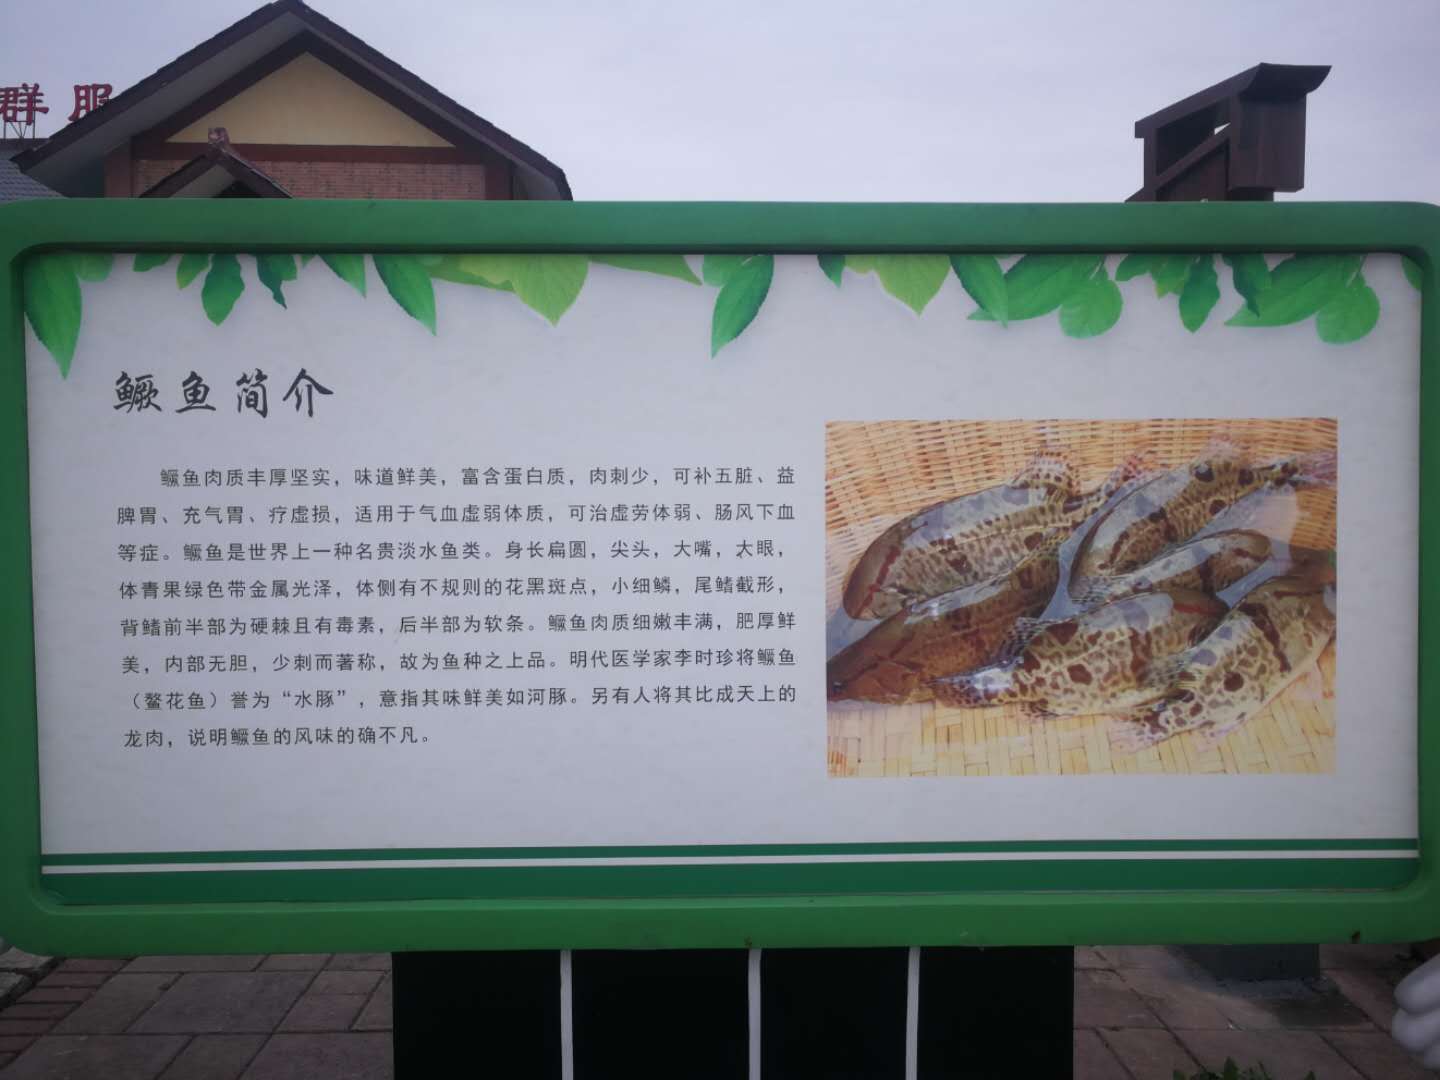 群服
鳜鱼简介
鳜鱼肉质丰厚坚实，味道鲜美，富含蛋白质，肉刺少，可补五脏、益
脾胃、充气胃、疗虚损，适用于气血虚弱体质，可治虚劳体弱、肠风下血
等症。鳜鱼是世界上一种名贵淡水鱼类。身长扁圆，尖头，大嘴，大眼，
体青果绿色带金属光泽，体侧有不规则的花黑斑点，小细鳞，尾鳍截形，
背鳍前半部为硬棘且有毒素，后半部为软条。鳜鱼肉质细嫩丰满，肥厚鲜
美，内部无胆，少刺而著称，故为鱼种之上品。明代医学家李时珍将鳜鱼
（鳌花鱼）誉为“水豚”，意指其味鲜美如河豚。另有人将其比成天上的
龙肉，说明鳜鱼的风味的确不凡。